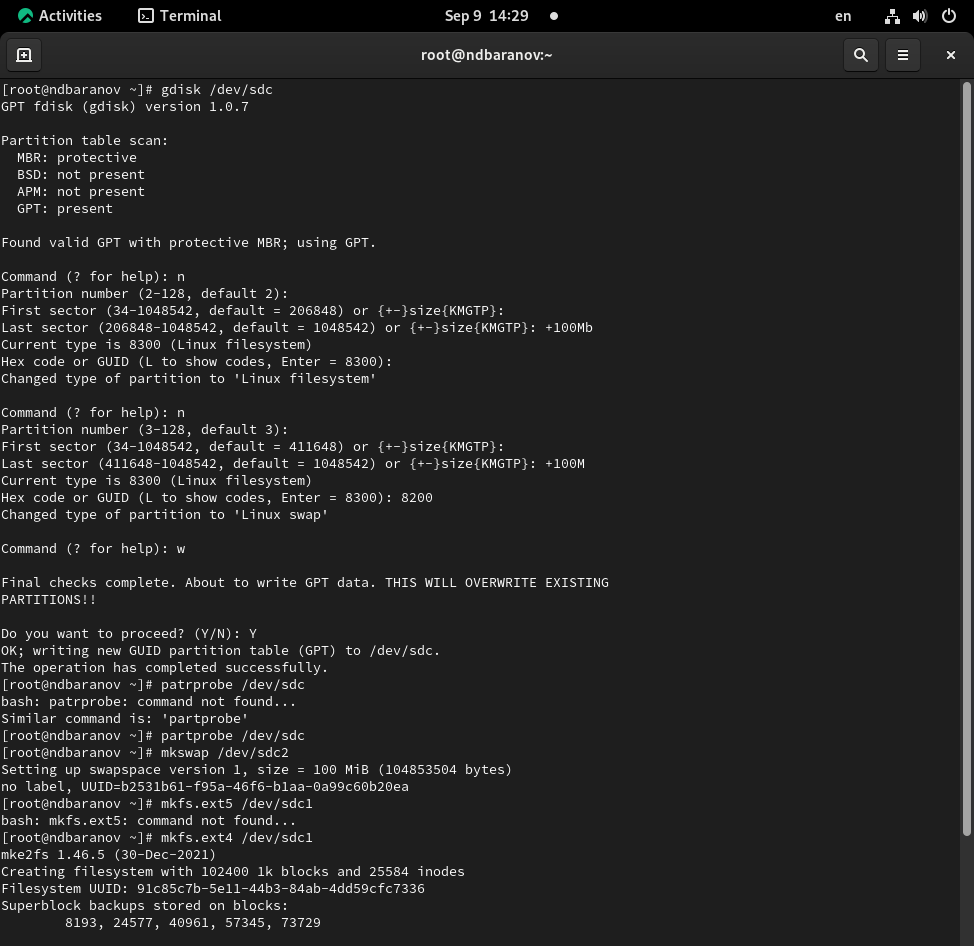 Activities
Terminal
Sep 9 14:29
en
root@ndbaranov:~
[root@ndbaranov ~]# gdisk /dev/sdc
GPT fdisk (gdisk) version 1.0.7
Partition table scan:
  MBR: protective
  BSD: not present
  APM: not present
  GPT: present
Found valid GPT with protective MBR; using GPT.
Command (? for help): n
Partition number (2-128, default 2):
First sector (34-1048542, default = 206848) or {+-}size{KMGTP}:
Last sector (206848-1048542, default = 1048542) or {+-}size{KMGTP}: +100Mb
Current type is 8300 (Linux filesystem)
Hex code or GUID (L to show codes, Enter = 8300):
Changed type of partition to 'Linux filesystem'
Command (? for help): n
Partition number (3-128, default 3):
First sector (34-1048542, default = 411648) or {+-}size{KMGTP}:
Last sector (411648-1048542, default = 1048542) or {+-}size{KMGTP}: +100M
Current type is 8300 (Linux filesystem)
Hex code or GUID (L to show codes, Enter = 8300): 8200
Changed type of partition to 'Linux swap'
Command (? for help): w
Final checks complete. About to write GPT data. THIS WILL OVERWRITE EXISTING
PARTITIONS!!
Do you want to proceed? (Y/N): Y
OK; writing new GUID partition table (GPT) to /dev/sdc.
The operation has completed successfully.
[root@ndbaranov ~]# patrprobe /dev/sdc
bash: patrprobe: command not found...
Similar command is: 'partprobe'
[root@ndbaranov ~]# partprobe /dev/sdc
[root@ndbaranov ~]# mkswap /dev/sdc2
Setting up swapspace version 1, size = 100 MiB (104853504 bytes)
no label, UUID=b2531b61-f95a-46f6-b1aa-0a99c60b20ea
[root@ndbaranov ~]# mkfs.ext5 /dev/sdc1
bash: mkfs.ext5: command not found...
[root@ndbaranov ~]# mkfs.ext4 /dev/sdc1
mke2fs 1.46.5 (30-Dec-2021)
Creating filesystem with 102400 1k blocks and 25584 inodes
Filesystem UUID: 91c85c7b-5e11-44b3-84ab-4dd59cfc7336
Superblock backups stored on blocks:
        8193, 24577, 40961, 57345, 73729